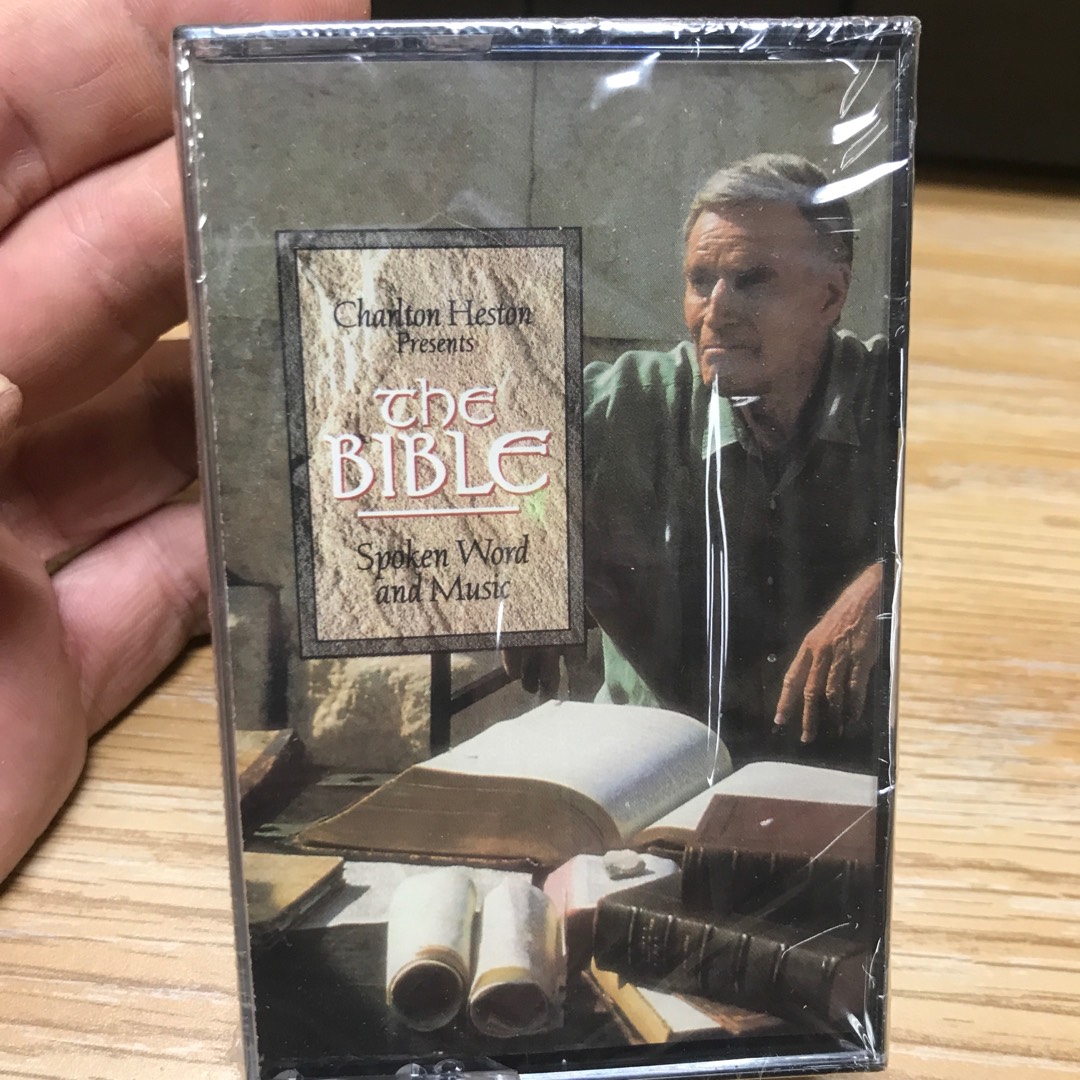 Charlton Heston
Presents
The
BIBLE
Spoken Word
and Music